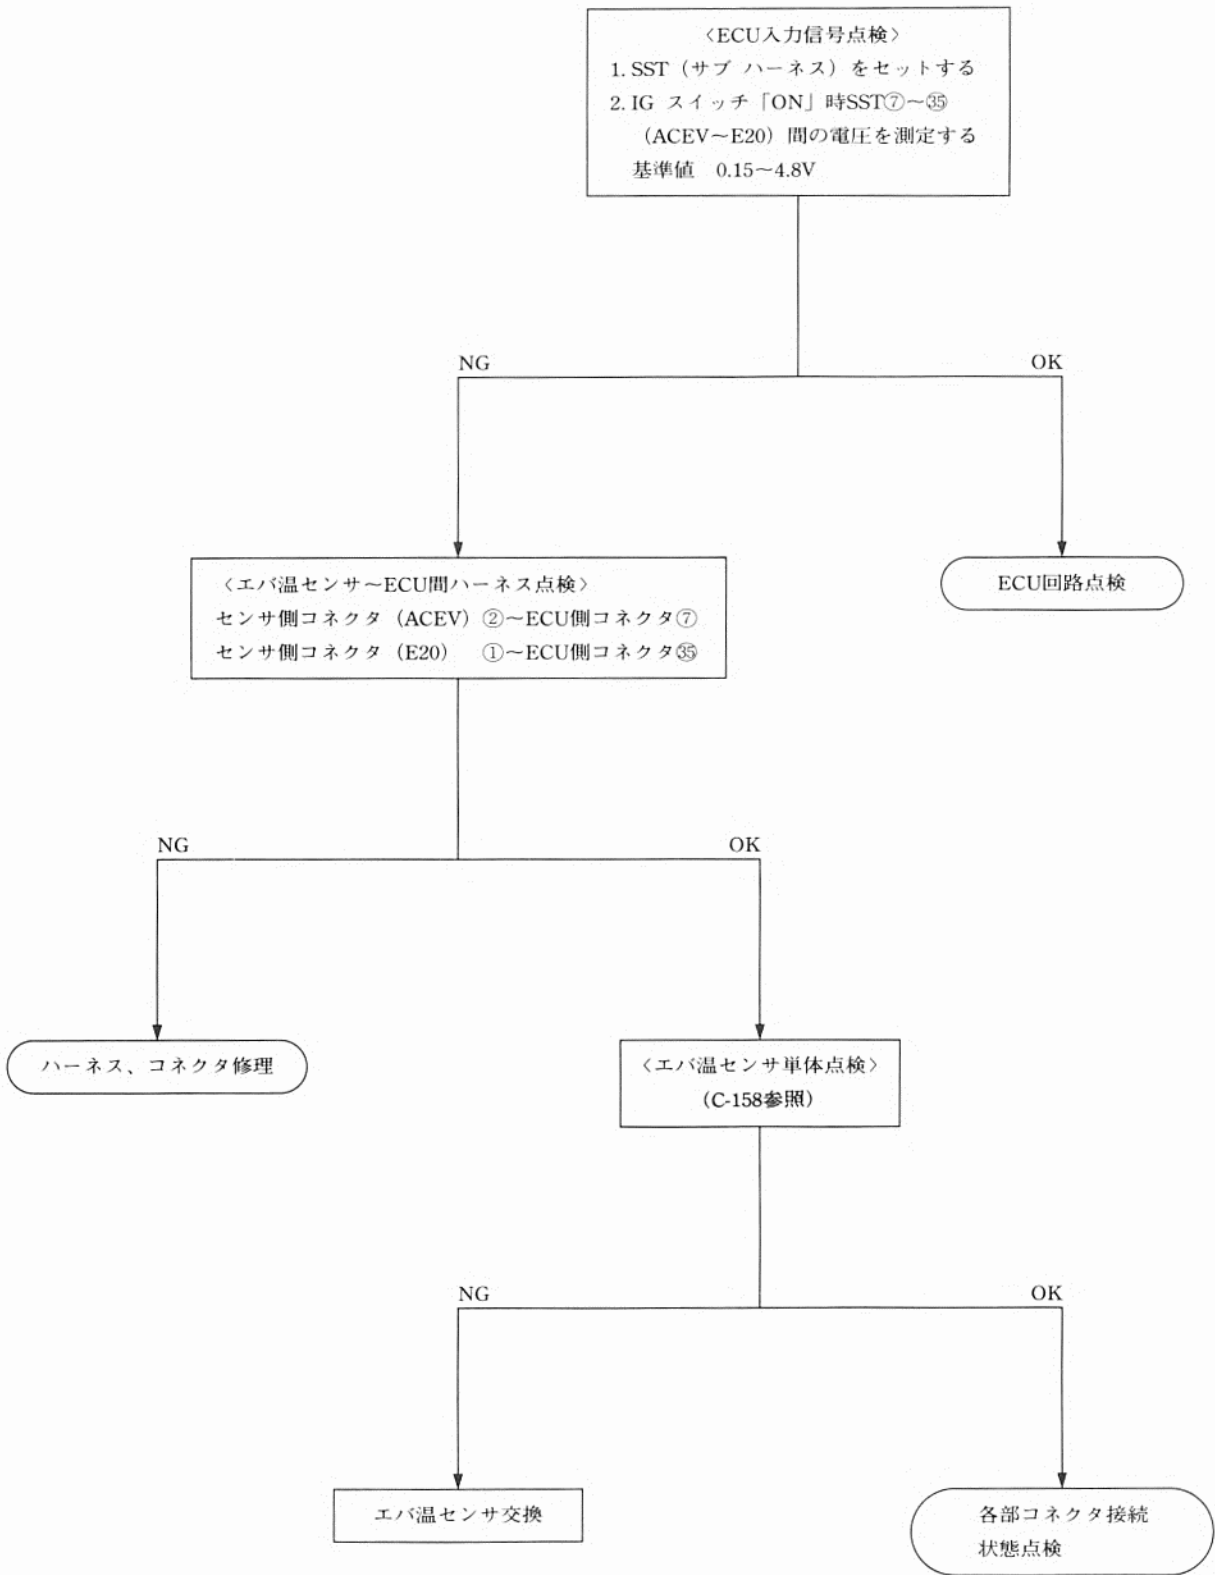 〈ECU入力信号点検〉
1. SST（サブ ハーネス）をセットする
2. IG スイッチ「ON」時SST⑦～㉟
（ACEV～E20）間の電圧を測定する
基準値　0.15～4.8V
NG
OK
〈エバ温センサ～ECU間ハーネス点検〉
センサ側コネクタ（ACEV）②～ECU側コネクタ⑦
センサ側コネクタ（E20）　①～ECU側コネクタ㉟
ECU回路点検
NG
OK
ハーネス、コネクタ修理
〈エバ温センサ単体点検〉
（C-158参照）
NG
OK
エバ温センサ交換
各部コネクタ接続
状態点検